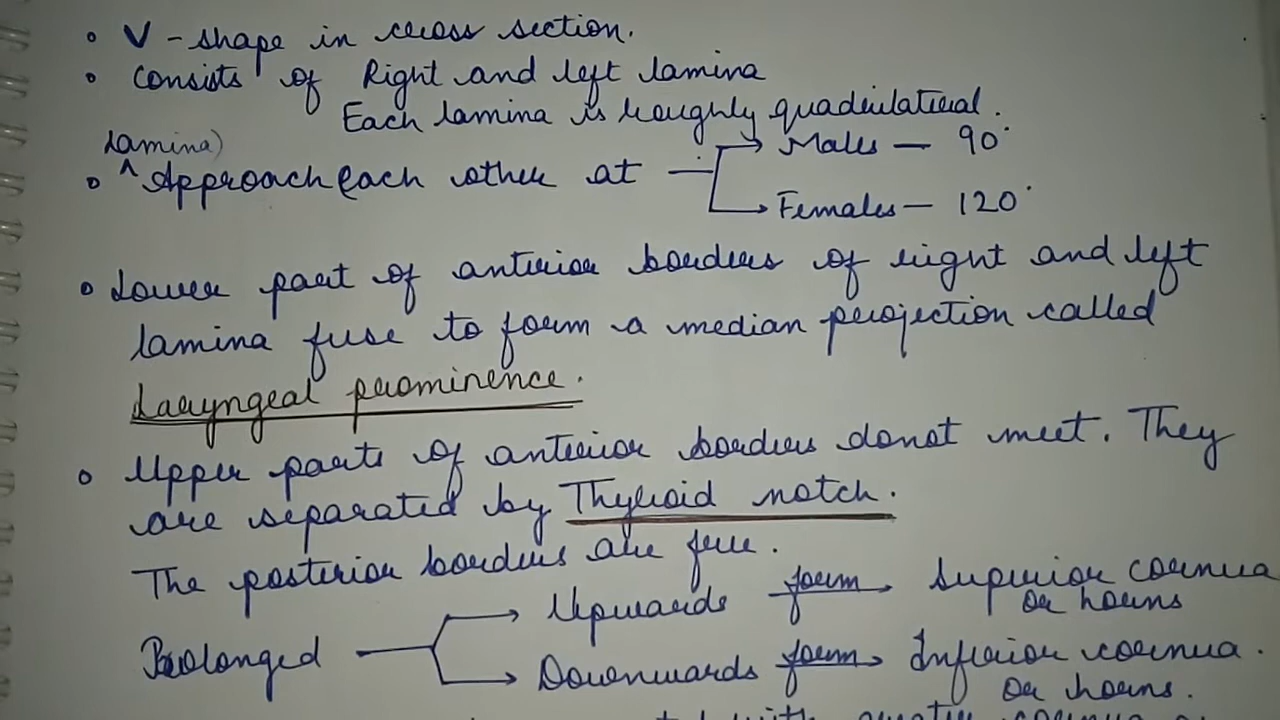 • V - shape in cross section.
• Consists of Right and left lamina
Each lamina is roughly quadrilateral.
Lamina)
• ^ Approach each other at → Males — 90°
→ Females — 120°
• Lower part of anterior borders of right and left
lamina fuse to form a median projection called
Laryngeal prominence.
• Upper parts of anterior borders donot meet. They
are separated by Thyroid notch.
The posterior borders are free.
Prolonged → Upwards form→ Superior cornua
or horns
→ Downwards form→ Inferior cornua.
or horns.
with greater cornua